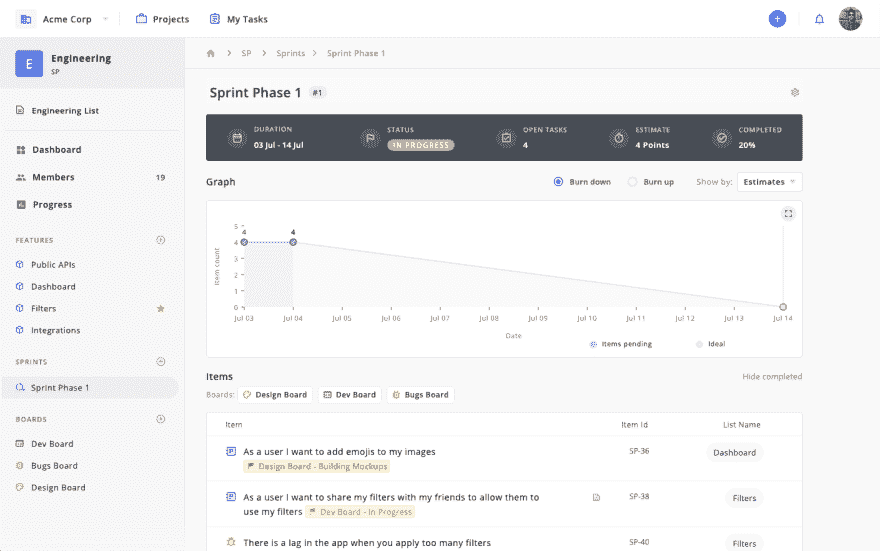 Acme Corp Projects My Tasks +
E Engineering
SP
Engineering List
Dashboard
Members 19
Progress
FEATURES
Public APIs
Dashboard
Filters
Integrations
SPRINTS
Sprint Phase 1
BOARDS
Dev Board
Bugs Board
Design Board
SP Sprints Sprint Phase 1
Sprint Phase 1 #1
DURATION
03 Jul - 14 Jul
STATUS
IN PROGRESS
OPEN TASKS
4
ESTIMATE
4 Points
COMPLETED
20%
Graph Burn down Burn up Show by: Estimates
4 4
5
4
3
2
1
0
Item count
Jul 03 Jul 04 Jul 05 Jul 06 Jul 07 Jul 08 Jul 09 Jul 10 Jul 11 Jul 12 Jul 13 Jul 14
Date
Items pending Ideal
Items Hide completed
Boards: Design Board Dev Board Bugs Board
Item Item Id List Name
As a user I want to add emojis to my images SP-36 Dashboard
Design Board - Building Mockups
As a user I want to share my filters with my friends to allow them to SP-38 Filters
use my filters Dev Board - In Progress
There is a lag in the app when you apply too many filters SP-40 Filters